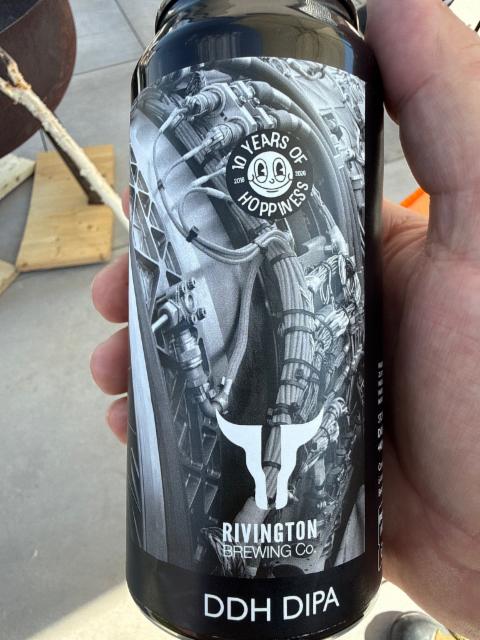 10 YEARS OF
2016 2026
HOPPINESS
RIVINGTON
BREWING Co.
DDH DIPA